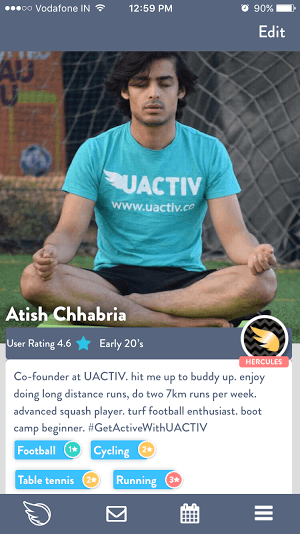 Vodafone IN 12:59 PM 90%
Edit
UACTIV
www.uactiv.co
Atish Chhabria
User Rating 4.6 Early 20's
HERCULES
Co-founder at UACTIV. hit me up to buddy up. enjoy
doing long distance runs, do two 7km runs per week.
advanced squash player. turf football enthusiast. boot
camp beginner. #GetActiveWithUACTIV
Football 1 Cycling 2
Table tennis 2 Running 3